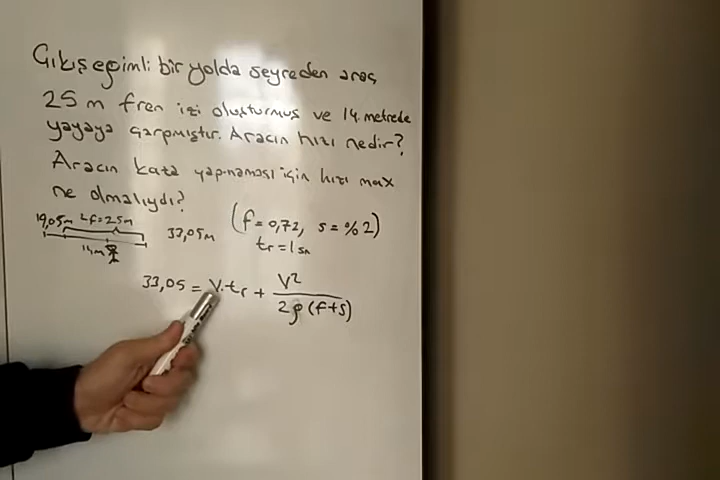 Çıkış eğimli bir yolda seyreden araç
25 m fren izi oluşturmuş ve 14. metrede
yayaya çarpmıştır. Aracın hızı nedir?
Aracın kaza yapmaması için hızı max
ne olmalıydı?
19,05m Lf=25m
14m
33,05m
(f=0,72, s=%2)
tr=1sn
33,05 = V.tr + V² / 2g(f+s)